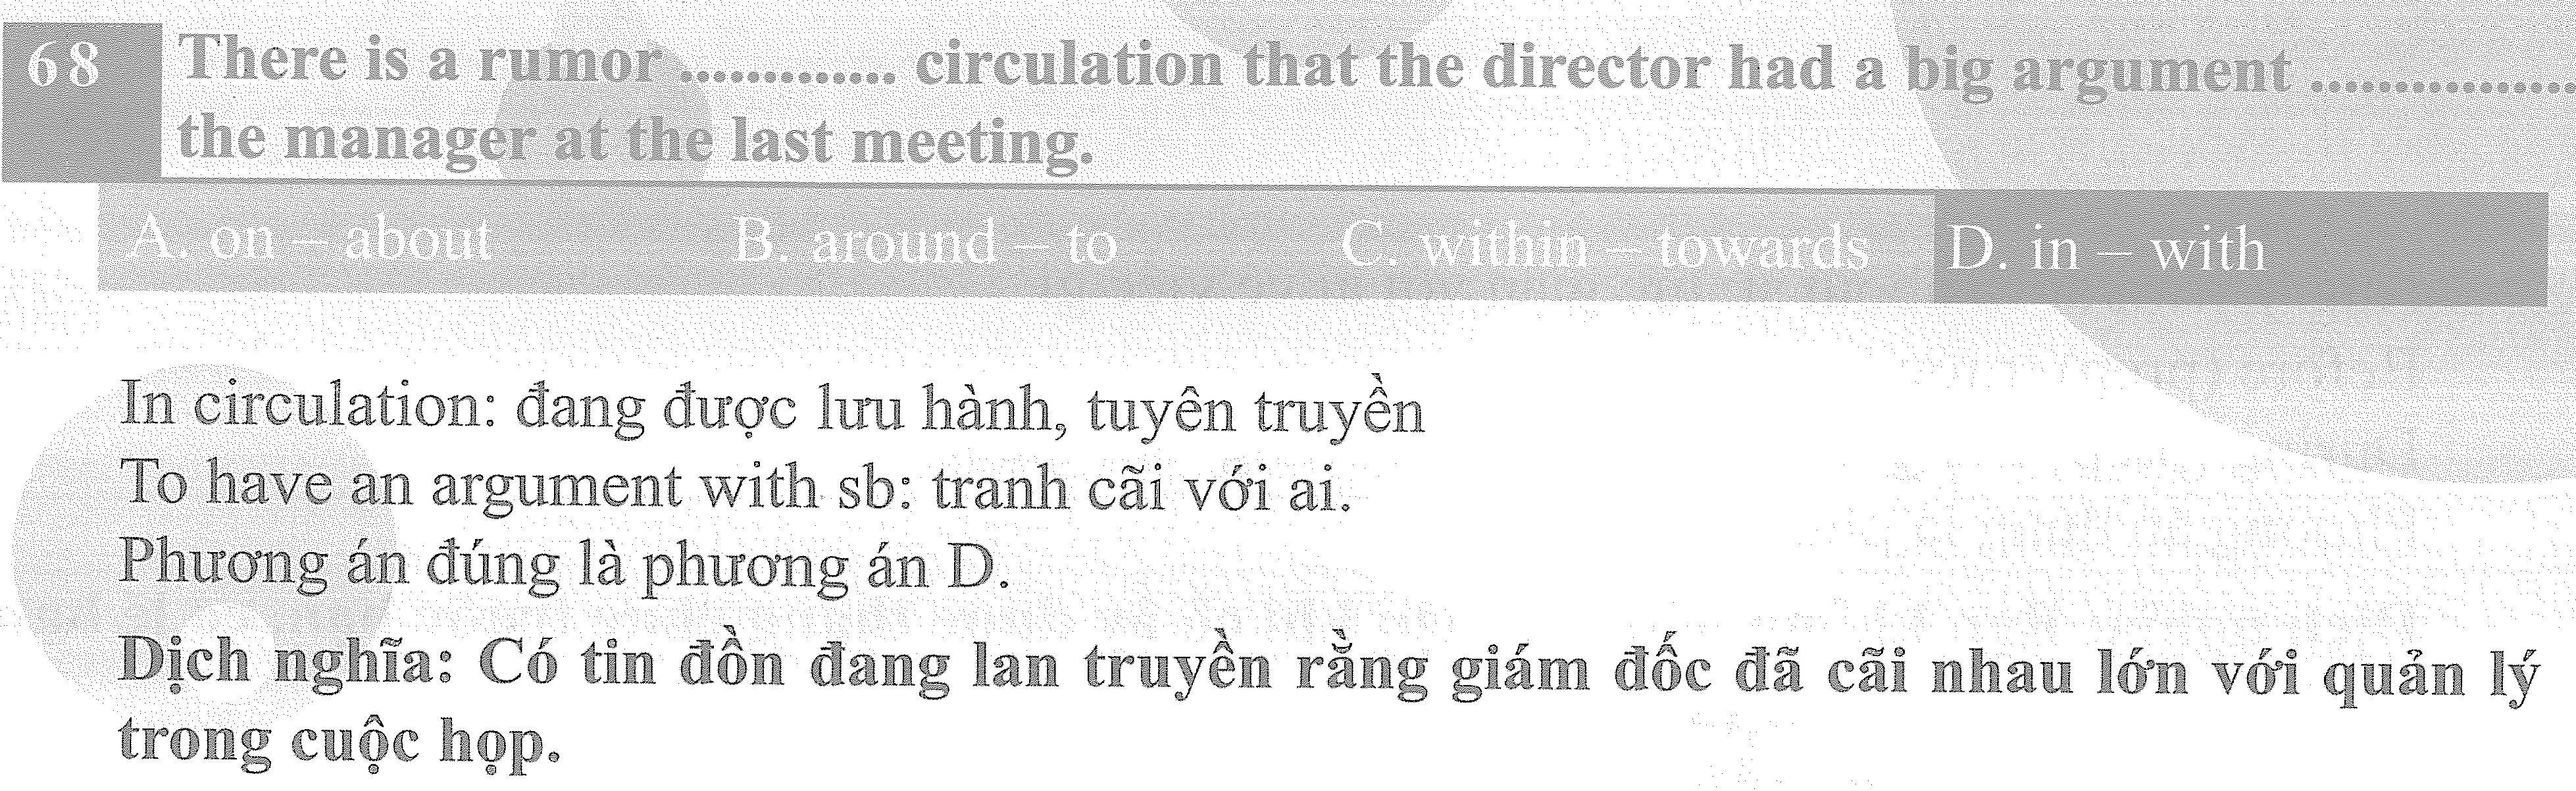 68 There is a rumor ............. circulation that the director had a big argument ................
the manager at the last meeting.
A. on – about B. around – to C. within – towards D. in – with
In circulation: đang được lưu hành, tuyên truyền
To have an argument with sb: tranh cãi với ai.
Phương án đúng là phương án D.
Dịch nghĩa: Có tin đồn đang lan truyền rằng giám đốc đã cãi nhau lớn với quản lý
trong cuộc họp.